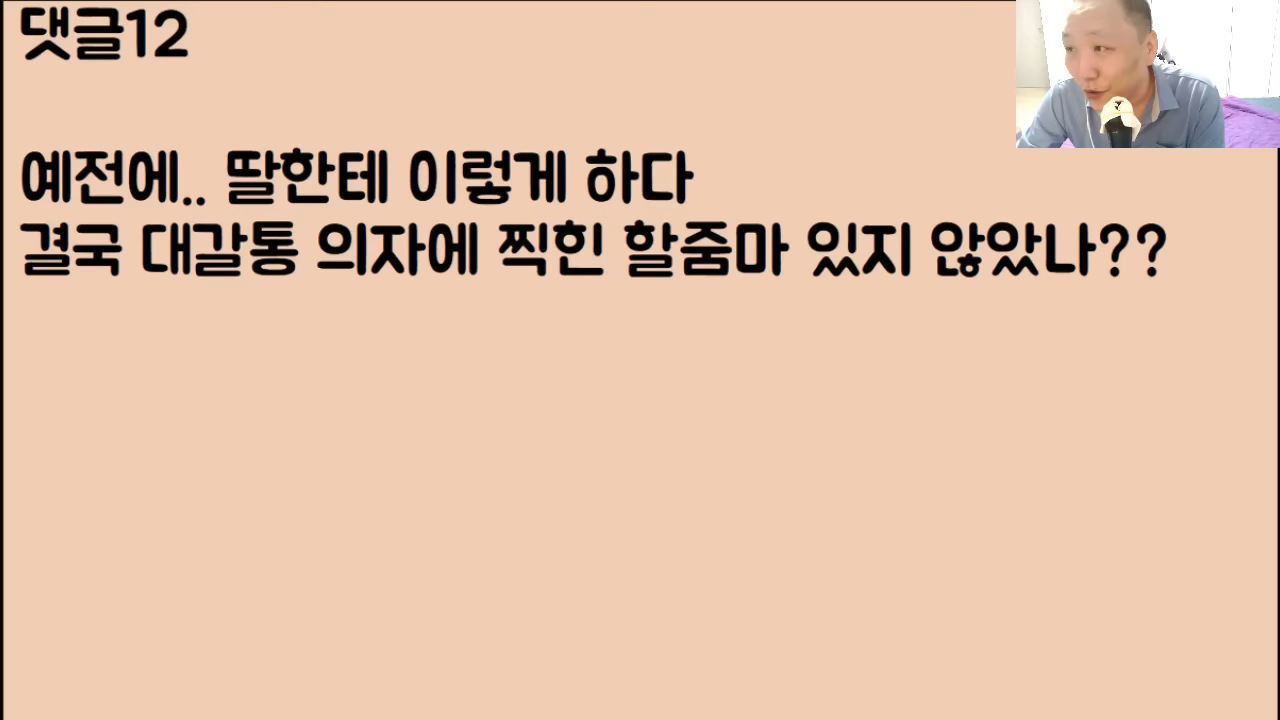 댓글12
예전에.. 딸한테 이렇게 하다
결국 대갈통 의자에 찍힌 할줌마 있지 않았나??